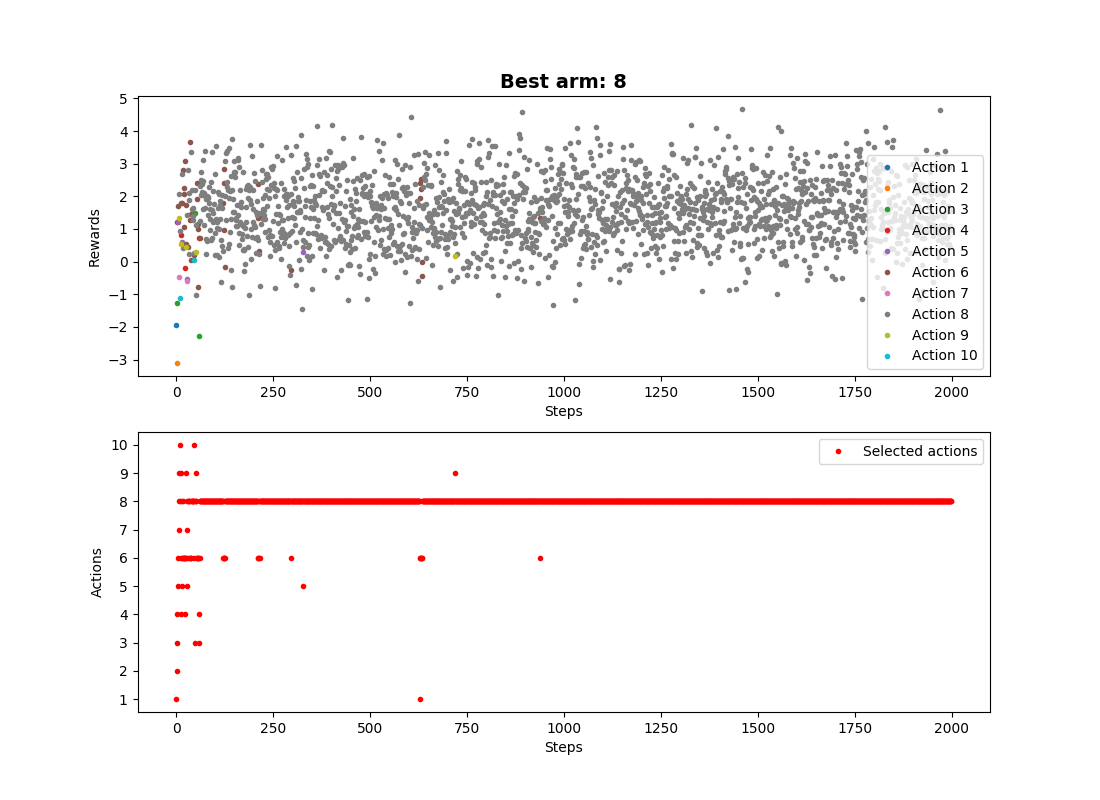 Best arm: 8
5
4
3
2
1
0
−1
−2
−3
Rewards
Action 1
Action 2
Action 3
Action 4
Action 5
Action 6
Action 7
Action 8
Action 9
Action 10
0 250 500 750 1000 1250 1500 1750 2000
Steps
10
9
8
7
6
5
4
3
2
1
Actions
Selected actions
0 250 500 750 1000 1250 1500 1750 2000
Steps